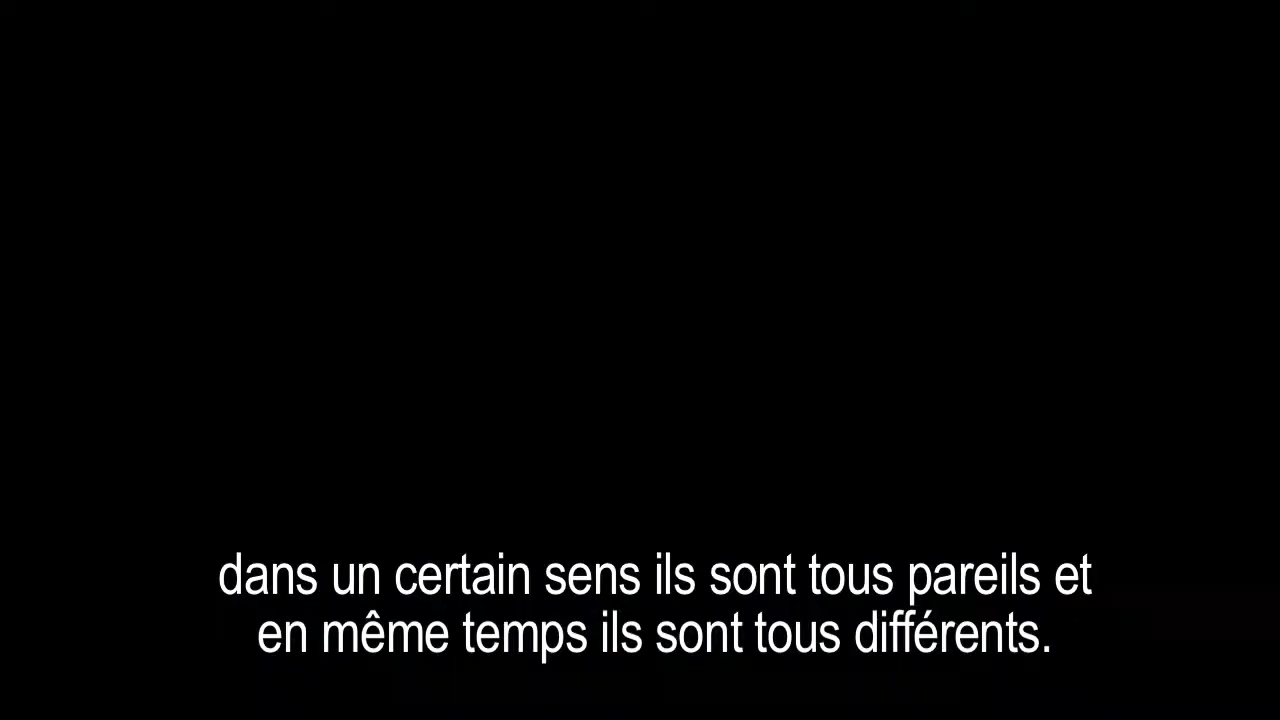 dans un certain sens ils sont tous pareils et
en même temps ils sont tous différents.